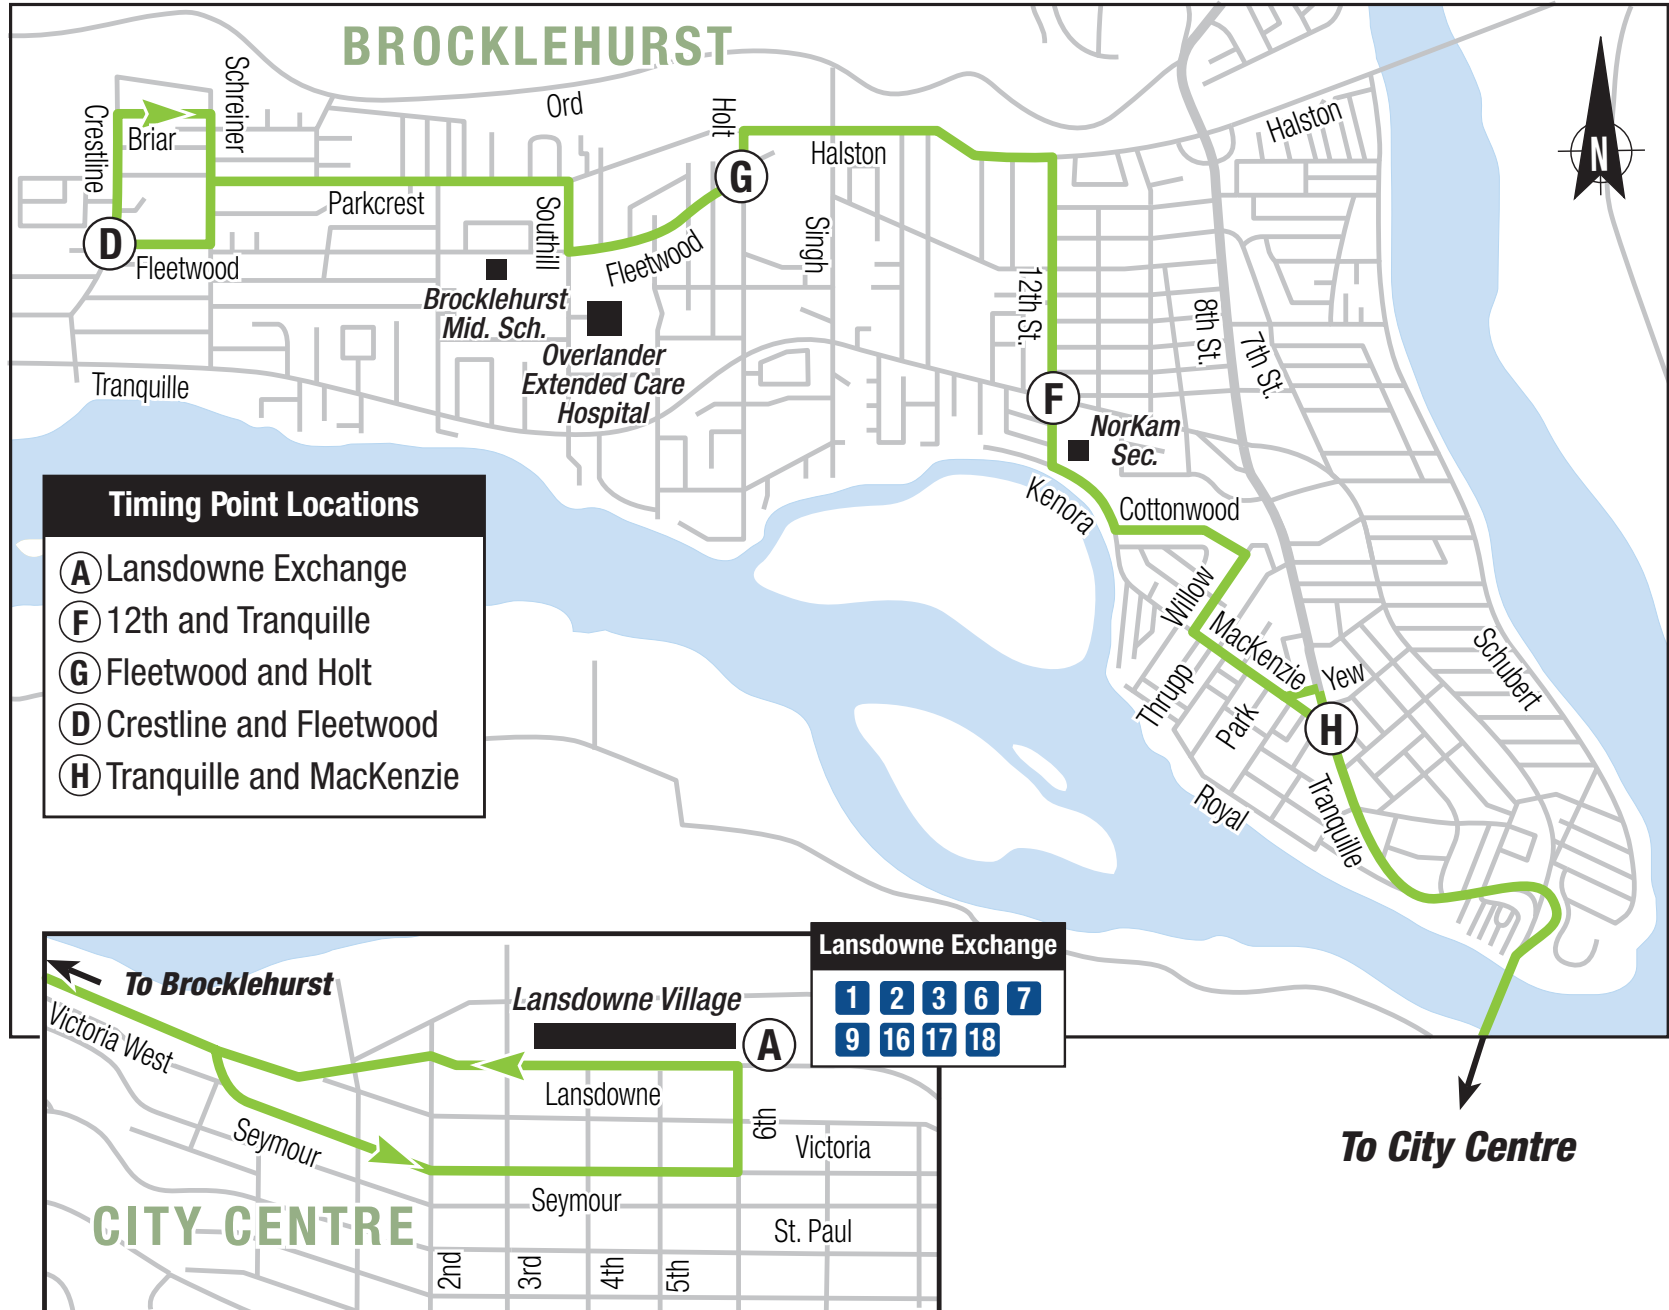 BROCKLEHURST
Schreiner
Crestline
Briar
Ord
Holt
Halston
Halston
N
G
D
Fleetwood
Parkcrest
Southill
Fleetwood
Singh
12th St.
8th St.
7th St.
Brocklehurst
Mid. Sch.
Overlander
Extended Care
Hospital
Tranquille
F
NorKam
Sec.
Kenora
Cottonwood
Willow
MacKenzie
Yew
Thrupp
Park
H
Schubert
Royal
Tranquille
Timing Point Locations
A Lansdowne Exchange
F 12th and Tranquille
G Fleetwood and Holt
D Crestline and Fleetwood
H Tranquille and MacKenzie
To Brocklehurst
Victoria West
Lansdowne Village
A
Lansdowne Exchange
1 2 3 6 7
9 16 17 18
Lansdowne
6th
Victoria
Seymour
Seymour
St. Paul
CITY CENTRE
2nd
3rd
4th
5th
To City Centre